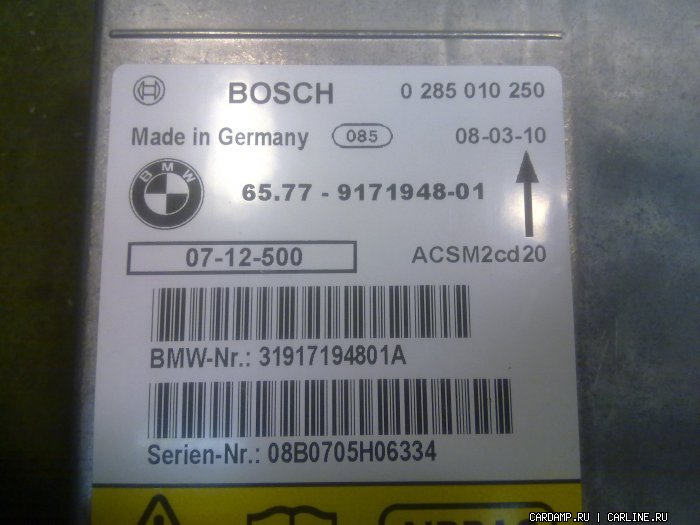 BOSCH 0 285 010 250
Made in Germany 085 08-03-10
BMW 65.77 - 9171948-01
07-12-500 ACSM2cd20
BMW-Nr.: 31917194801A
Serien-Nr.: 08B0705H06334
CARDAMP.RU | CARLINE.RU